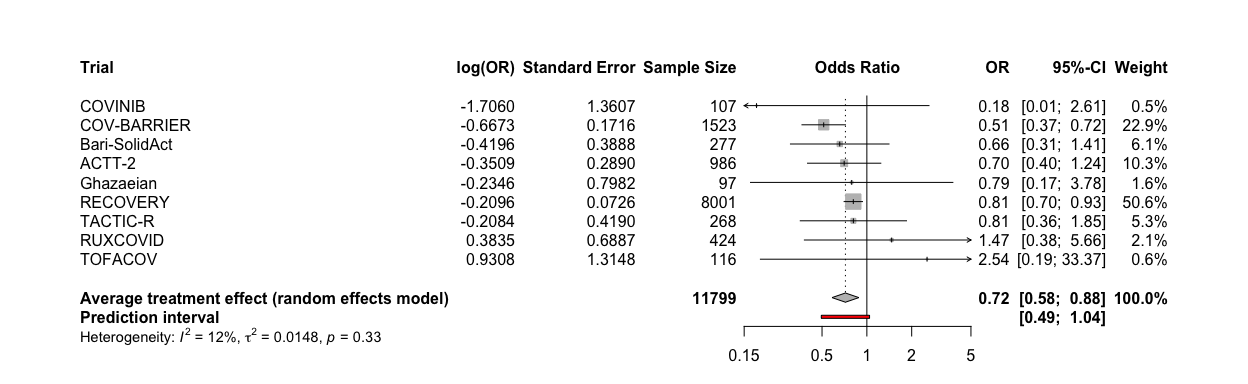 Trial log(OR) Standard Error Sample Size Odds Ratio OR 95%-CI Weight
COVINIB -1.7060 1.3607 107 0.18 [0.01; 2.61] 0.5%
COV-BARRIER -0.6673 0.1716 1523 0.51 [0.37; 0.72] 22.9%
Bari-SolidAct -0.4196 0.3888 277 0.66 [0.31; 1.41] 6.1%
ACTT-2 -0.3509 0.2890 986 0.70 [0.40; 1.24] 10.3%
Ghazaeian -0.2346 0.7982 97 0.79 [0.17; 3.78] 1.6%
RECOVERY -0.2096 0.0726 8001 0.81 [0.70; 0.93] 50.6%
TACTIC-R -0.2084 0.4190 268 0.81 [0.36; 1.85] 5.3%
RUXCOVID 0.3835 0.6887 424 1.47 [0.38; 5.66] 2.1%
TOFACOV 0.9308 1.3148 116 2.54 [0.19; 33.37] 0.6%
Average treatment effect (random effects model) 11799 0.72 [0.58; 0.88] 100.0%
Prediction interval [0.49; 1.04]
Heterogeneity: I² = 12%, τ² = 0.0148, p = 0.33
0.15 0.5 1 2 5